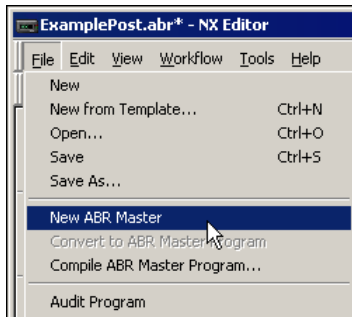 ExamplePost.abr* - NX Editor
File Edit View Workflow Tools Help
New
New from Template... Ctrl+N
Open... Ctrl+O
Save Ctrl+S
Save As...
New ABR Master
Convert to ABR Master Program
Compile ABR Master Program...
Audit Program